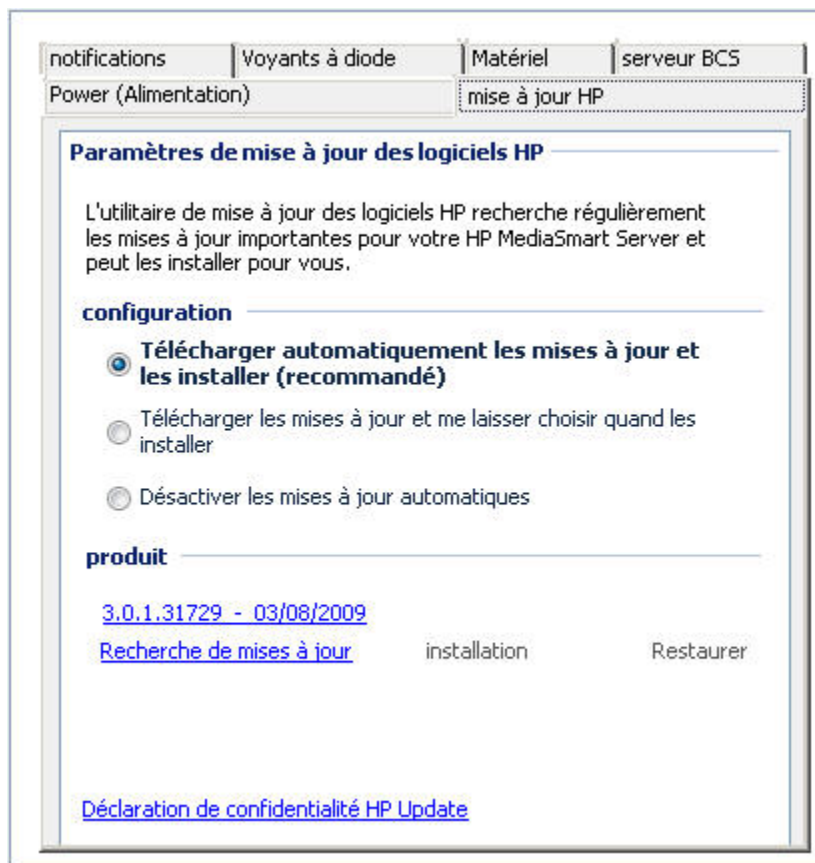 notifications Voyants à diode Matériel serveur BCS
Power (Alimentation) mise à jour HP
Paramètres de mise à jour des logiciels HP
L'utilitaire de mise à jour des logiciels HP recherche régulièrement
les mises à jour importantes pour votre HP MediaSmart Server et
peut les installer pour vous.
configuration
Télécharger automatiquement les mises à jour et
les installer (recommandé)
Télécharger les mises à jour et me laisser choisir quand les
installer
Désactiver les mises à jour automatiques
produit
3.0.1.31729 - 03/08/2009
Recherche de mises à jour installation Restaurer
Déclaration de confidentialité HP Update